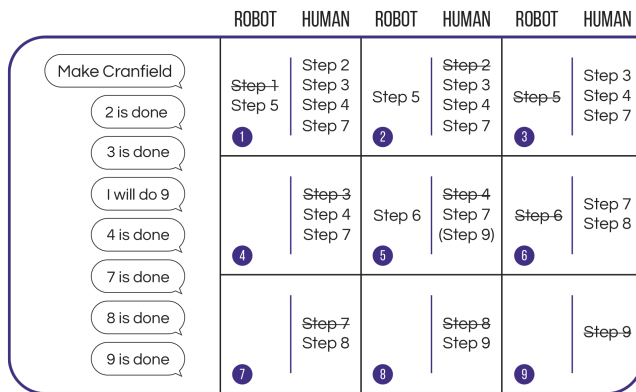 ROBOT HUMAN ROBOT HUMAN ROBOT HUMAN
Make Cranfield
2 is done
3 is done
I will do 9
4 is done
7 is done
8 is done
9 is done
Step 1
Step 5
Step 2
Step 3
Step 4
Step 7
1
Step 5
Step 2
Step 3
Step 4
Step 7
2
Step 5
Step 3
Step 4
Step 7
3
Step 3
Step 4
Step 7
4
Step 6
Step 4
Step 7
(Step 9)
5
Step 6
Step 7
Step 8
6
Step 7
Step 8
7
Step 8
Step 9
8
Step 9
9